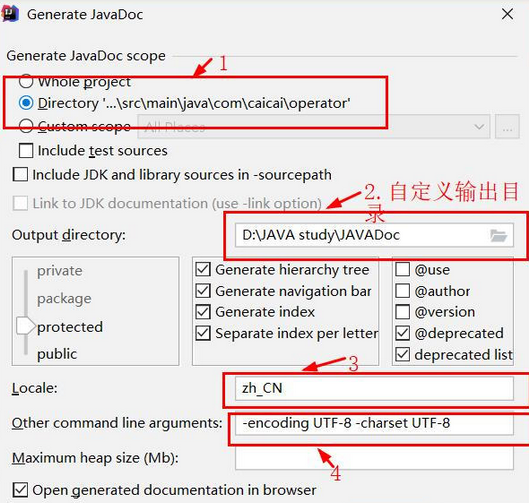 Generate JavaDoc
Generate JavaDoc scope
1
Whole project
Directory '...\src\main\java\com\caicai\operator'
Custom scope All Places ...
Include test sources
Include JDK and library sources in -sourcepath
Link to JDK documentation (use -link option)
2. 自定义输出目
录
Output directory: D:\JAVA study\JAVADoc
private
package
protected
public
Generate hierarchy tree
Generate navigation bar
Generate index
Separate index per letter
@use
@author
@version
@deprecated
deprecated list
3
Locale: zh_CN
Other command line arguments: -encoding UTF-8 -charset UTF-8
Maximum heap size (Mb):
4
Open generated documentation in browser